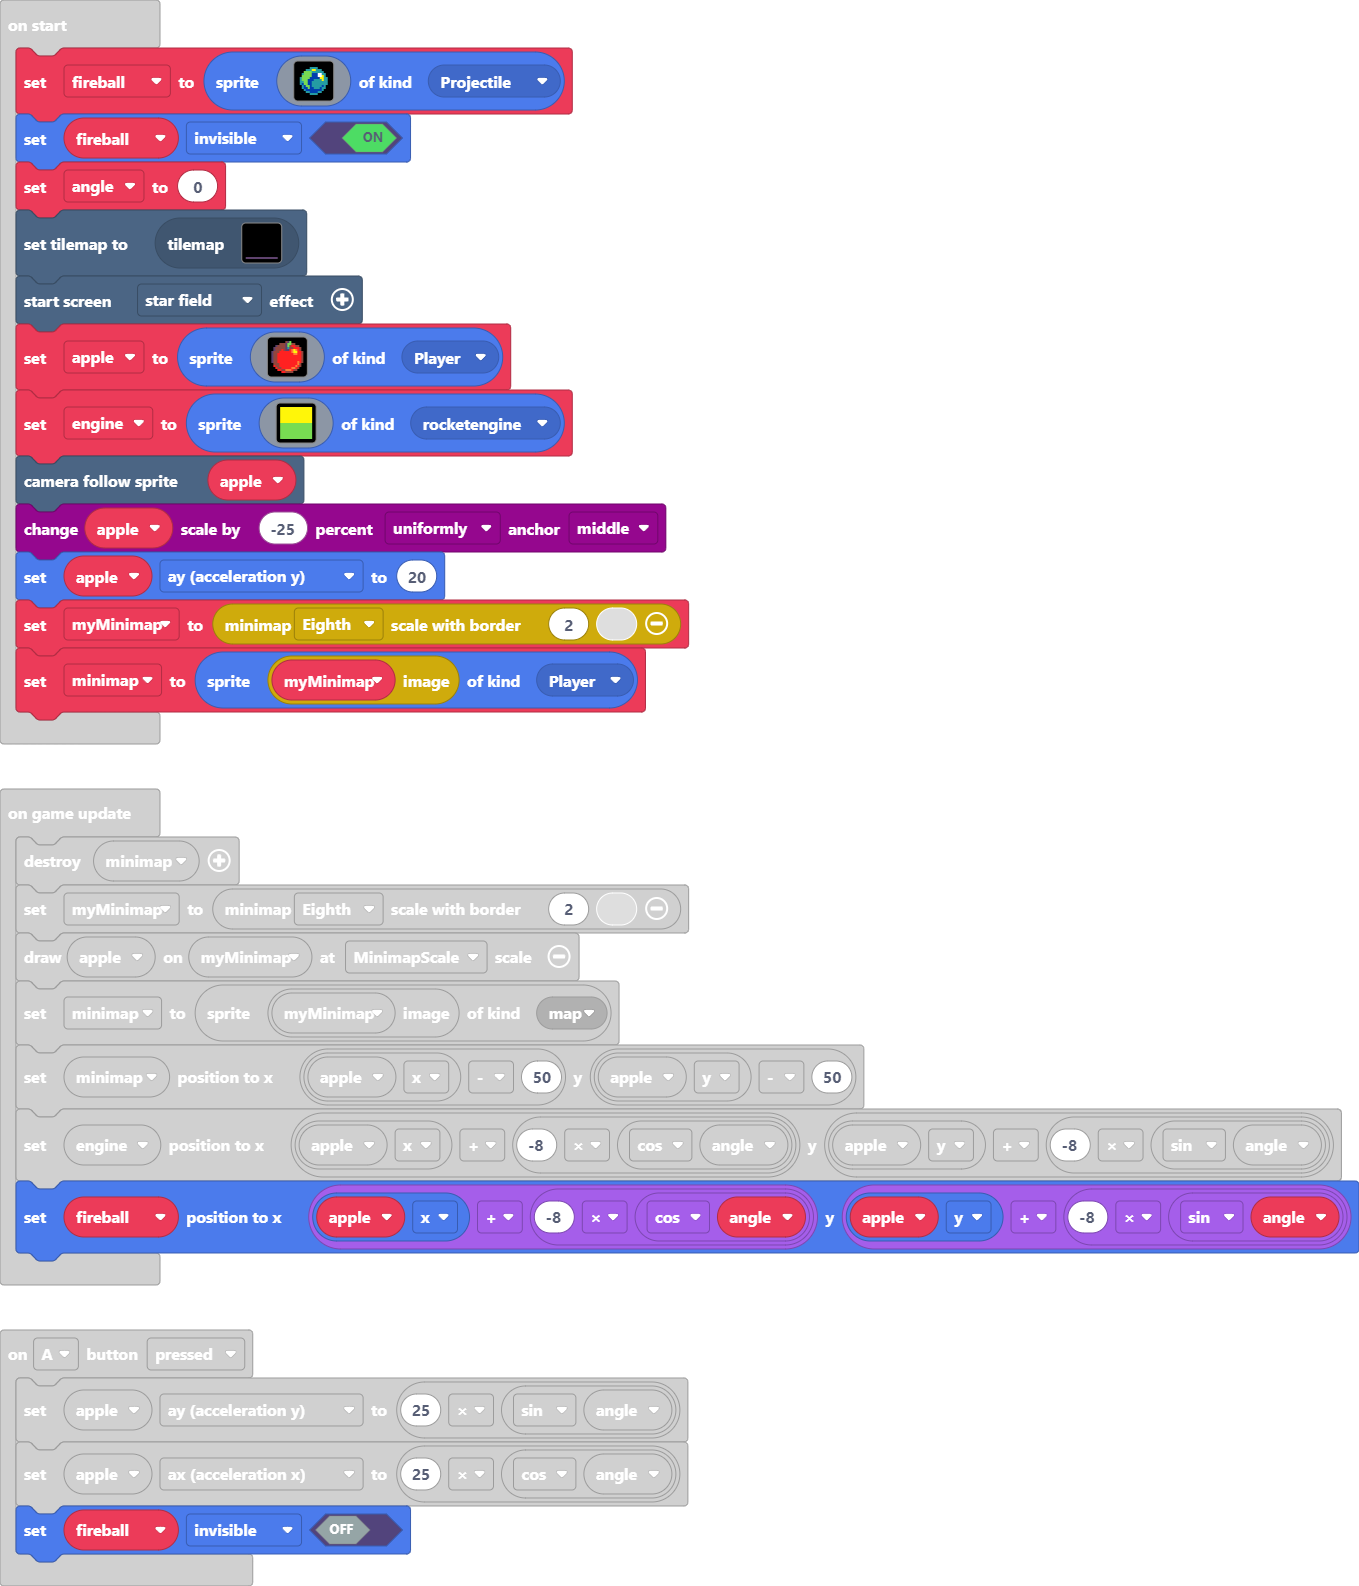 on start
set fireball to sprite of kind Projectile
set fireball invisible ON
set angle to 0
set tilemap to tilemap
start screen star field effect
set apple to sprite of kind Player
set engine to sprite of kind rocketengine
camera follow sprite apple
change apple scale by -25 percent uniformly anchor middle
set apple ay (acceleration y) to 20
set myMinimap to minimap Eighth scale with border 2
set minimap to sprite myMinimap image of kind Player
on game update
destroy minimap
set myMinimap to minimap Eighth scale with border 2
draw apple on myMinimap at MinimapScale scale
set minimap to sprite myMinimap image of kind map
set minimap position to x apple x - 50 y apple y - 50
set engine position to x apple x + -8 × cos angle y apple y + -8 × sin angle
set fireball position to x apple x + -8 × cos angle y apple y + -8 × sin angle
on A button pressed
set apple ay (acceleration y) to 25 × sin angle
set apple ax (acceleration x) to 25 × cos angle
set fireball invisible OFF